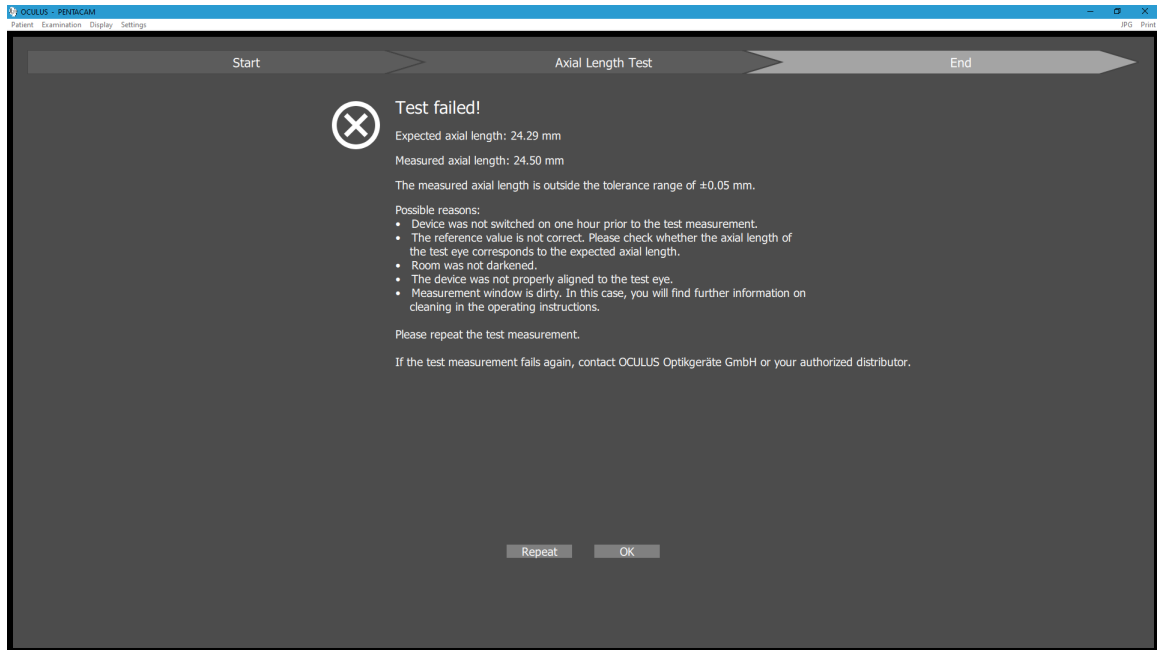 OCULUS - PENTACAM
Patient Examination Display Settings JPG Print
Start Axial Length Test End
Test failed!
Expected axial length: 24.29 mm
Measured axial length: 24.50 mm
The measured axial length is outside the tolerance range of ±0.05 mm.
Possible reasons:
• Device was not switched on one hour prior to the test measurement.
• The reference value is not correct. Please check whether the axial length of
the test eye corresponds to the expected axial length.
• Room was not darkened.
• The device was not properly aligned to the test eye.
• Measurement window is dirty. In this case, you will find further information on
cleaning in the operating instructions.
Please repeat the test measurement.
If the test measurement fails again, contact OCULUS Optikgeräte GmbH or your authorized distributor.
Repeat OK